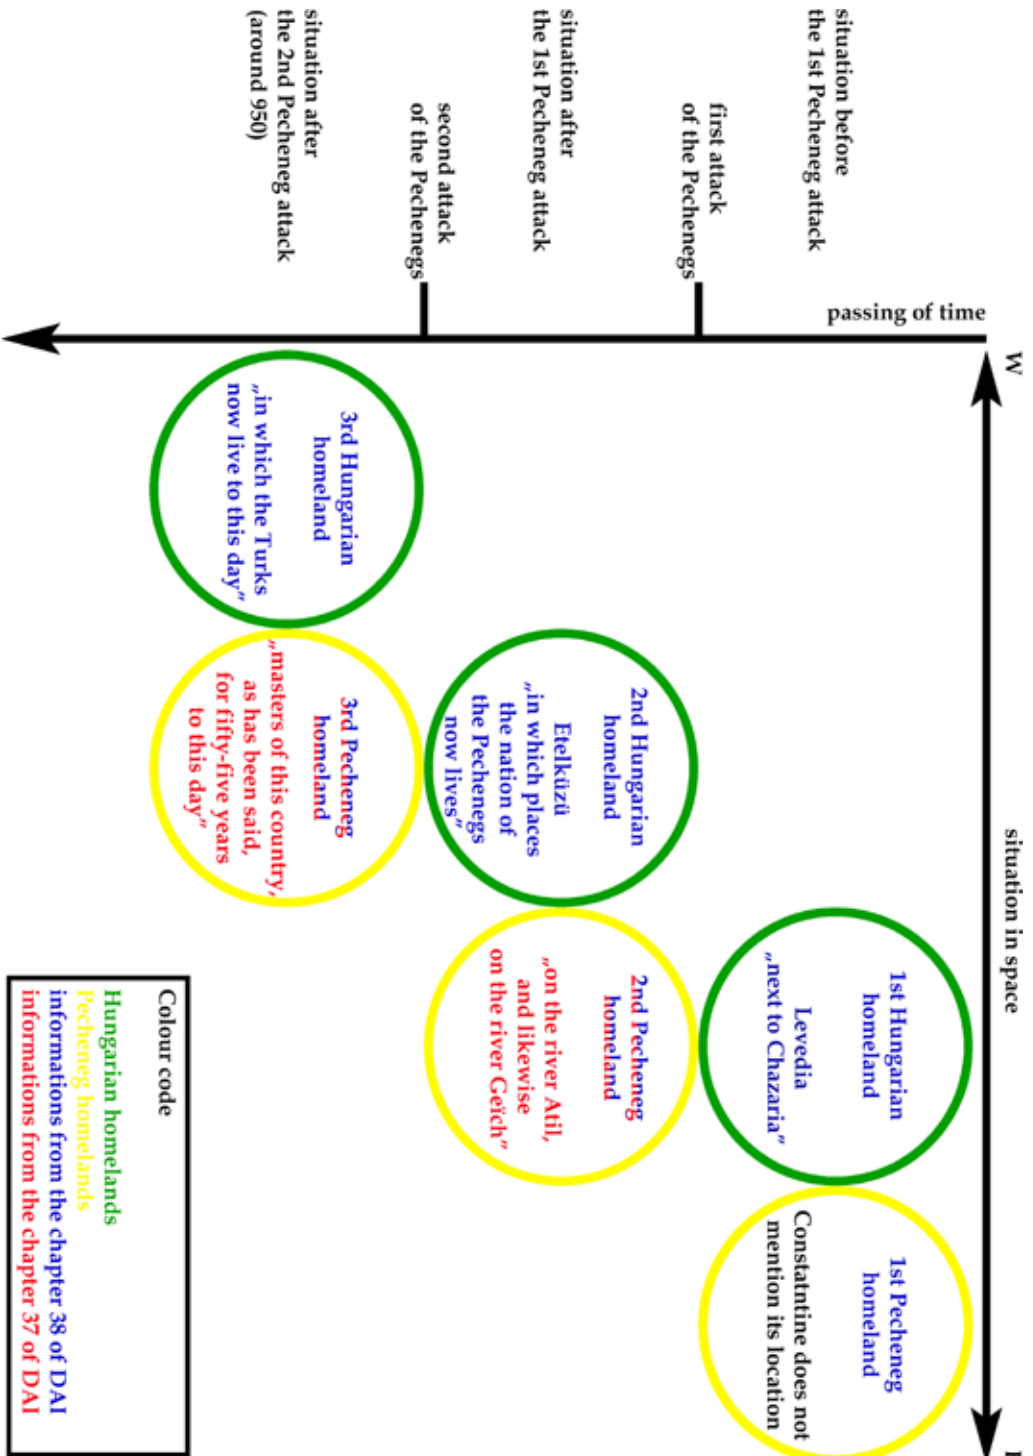 W
situation in space
passing of time
situation before
the 1st Pecheneg attack
first attack
of the Pechenegs
situation after
the 1st Pecheneg attack
second attack
of the Pechenegs
situation after
the 2nd Pecheneg attack
(around 950)
1st Hungarian
homeland
Levedia
„next to Chazaria”
1st Pecheneg
homeland
Constatntine does not
mention its location
2nd Hungarian
homeland
Etelküzü
„in which places
the nation of
the Pechenegs
now lives”
2nd Pecheneg
homeland
„on the river Atil,
and likewise
on the river Geïch”
3rd Hungarian
homeland
„in which the Turks
now live to this day”
3rd Pecheneg
homeland
„masters of this country,
as has been said,
for fifty-five years
to this day”
Colour code
Hungarian homelands
Pecheneg homelands
informations from the chapter 38 of DAI
informations from the chapter 37 of DAI